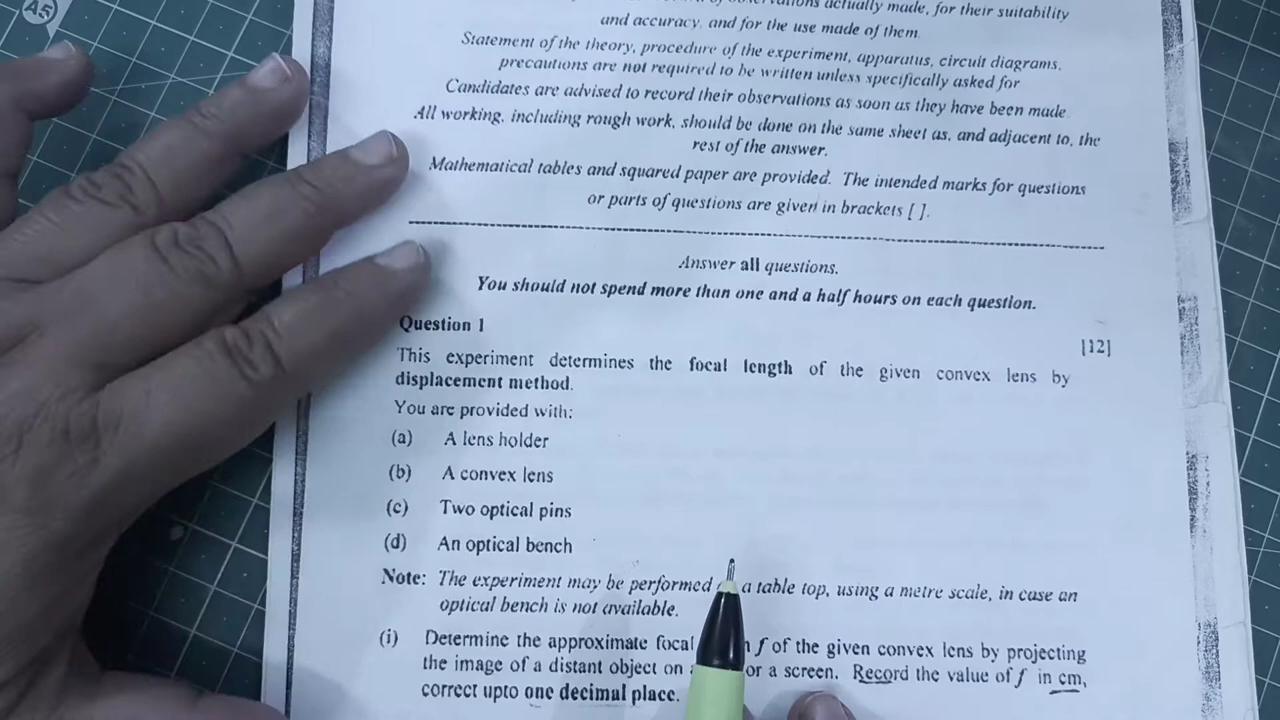 A5
actually made, for their suitability
and accuracy, and for the use made of them.
Statement of the theory, procedure of the experiment, apparatus, circuit diagrams,
precautions are not required to be written unless specifically asked for
Candidates are advised to record their observations as soon as they have been made.
All working, including rough work, should be done on the same sheet as, and adjacent to, the
rest of the answer.
Mathematical tables and squared paper are provided. The intended marks for questions
or parts of questions are given in brackets [ ].
Answer all questions.
You should not spend more than one and a half hours on each question.
Question 1
[12]
This experiment determines the focal length of the given convex lens by
displacement method.
You are provided with:
(a) A lens holder
(b) A convex lens
(c) Two optical pins
(d) An optical bench
Note: The experiment may be performed a table top, using a metre scale, in case an
optical bench is not available.
(i) Determine the approximate focal f of the given convex lens by projecting
the image of a distant object on or a screen. Record the value of f in cm,
correct upto one decimal place.